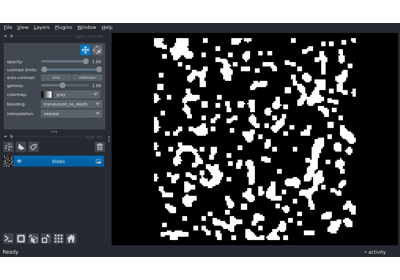 File View Layers Plugins Window Help
layer controls
opacity: 1.00
contrast limits:
auto-contrast: once continuous
gamma: 1.00
colormap: gray
blending: translucent_no_depth
interpolation: nearest
layer list
blobs
Ready activity